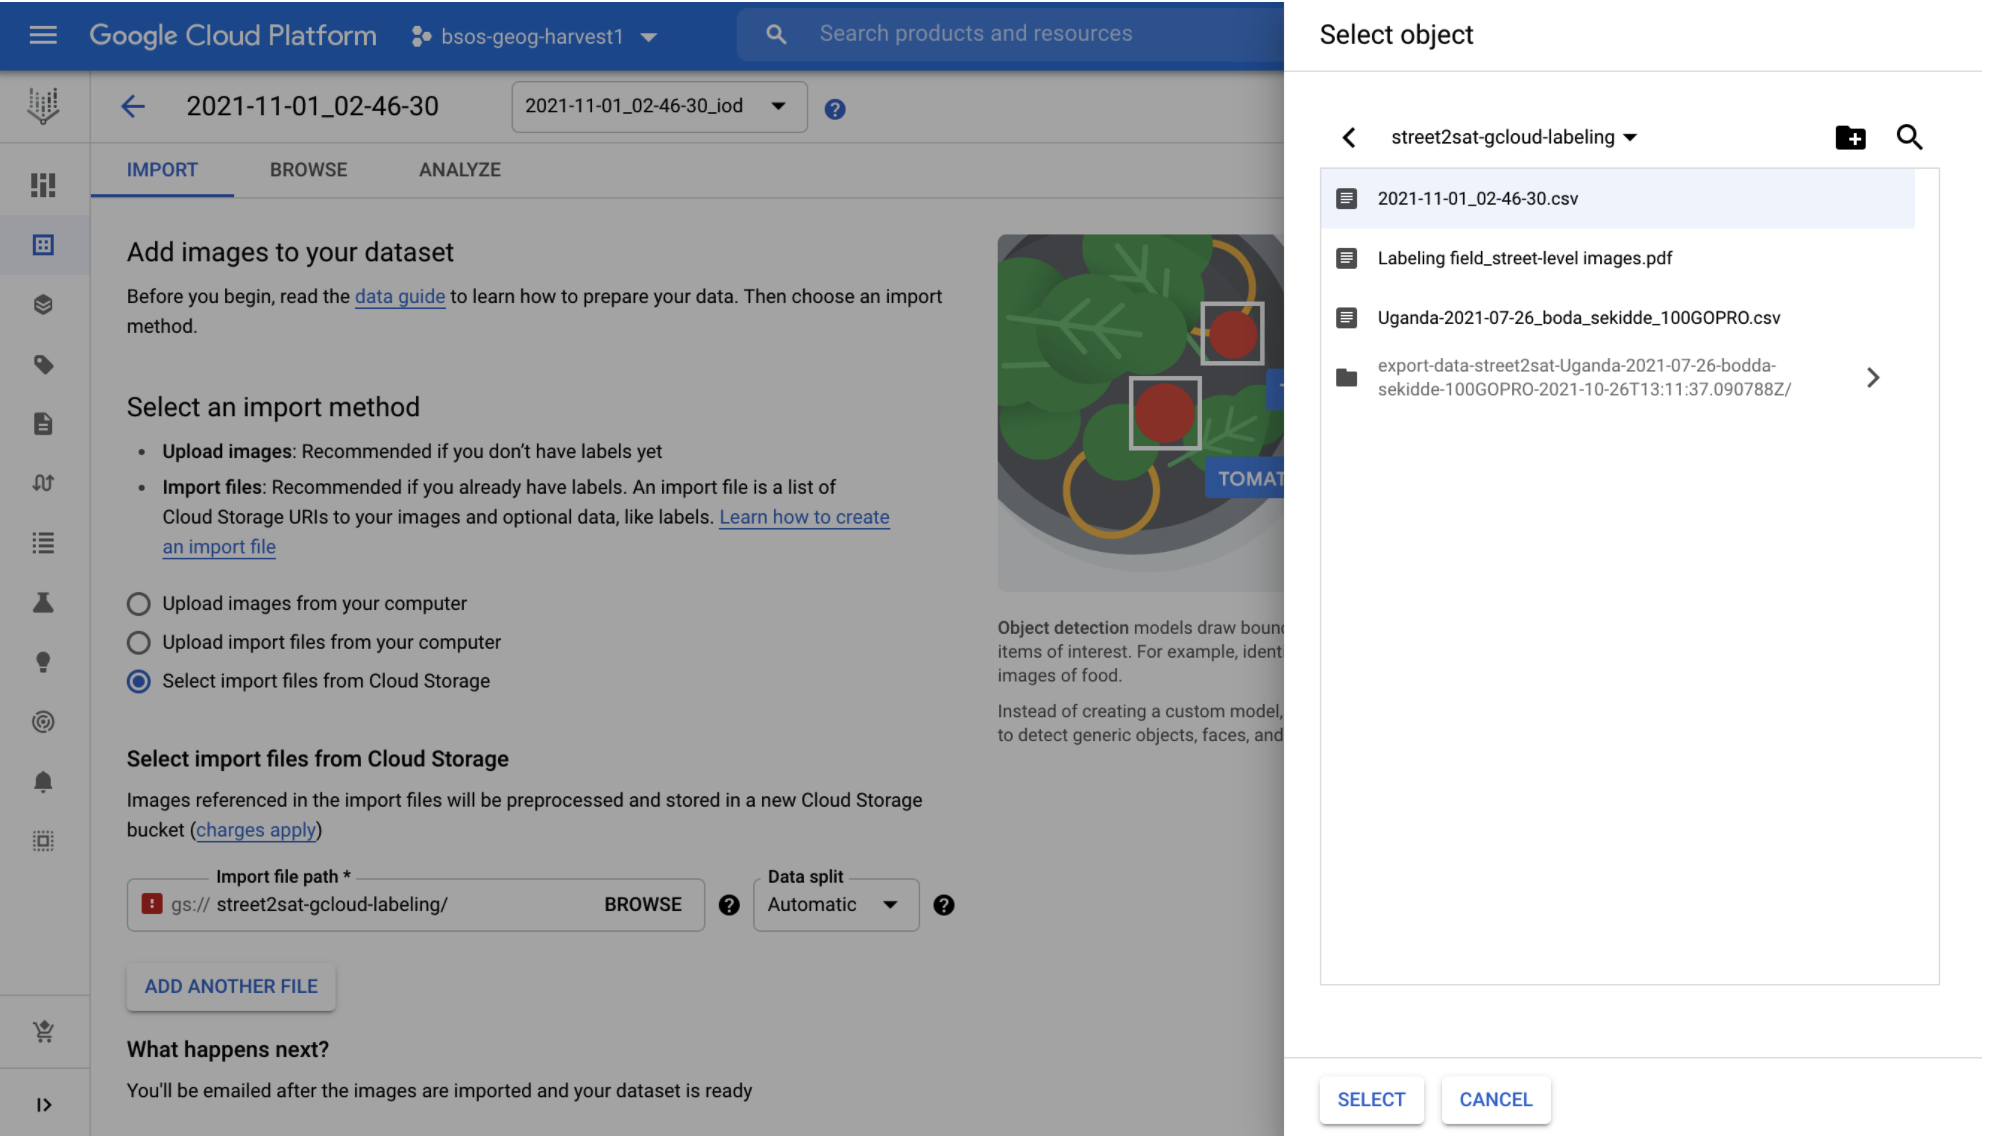 Google Cloud Platform
bsos-geog-harvest1
Search products and resources
2021-11-01_02-46-30
2021-11-01_02-46-30_iod
IMPORT
BROWSE
ANALYZE
Add images to your dataset
Before you begin, read the data guide to learn how to prepare your data. Then choose an import
method.
Select an import method
• Upload images: Recommended if you don’t have labels yet
• Import files: Recommended if you already have labels. An import file is a list of
Cloud Storage URIs to your images and optional data, like labels. Learn how to create
an import file
Upload images from your computer
Upload import files from your computer
Select import files from Cloud Storage
Select import files from Cloud Storage
Images referenced in the import files will be preprocessed and stored in a new Cloud Storage
bucket (charges apply)
Import file path *
gs:// street2sat-gcloud-labeling/
BROWSE
Data split
Automatic
ADD ANOTHER FILE
What happens next?
You'll be emailed after the images are imported and your dataset is ready
TOMAT
Object detection models draw boun
items of interest. For example, ident
images of food.
Instead of creating a custom model,
to detect generic objects, faces, and
Select object
street2sat-gcloud-labeling
2021-11-01_02-46-30.csv
Labeling field_street-level images.pdf
Uganda-2021-07-26_boda_sekidde_100GOPRO.csv
export-data-street2sat-Uganda-2021-07-26-bodda-
sekidde-100GOPRO-2021-10-26T13:11:37.090788Z/
SELECT
CANCEL